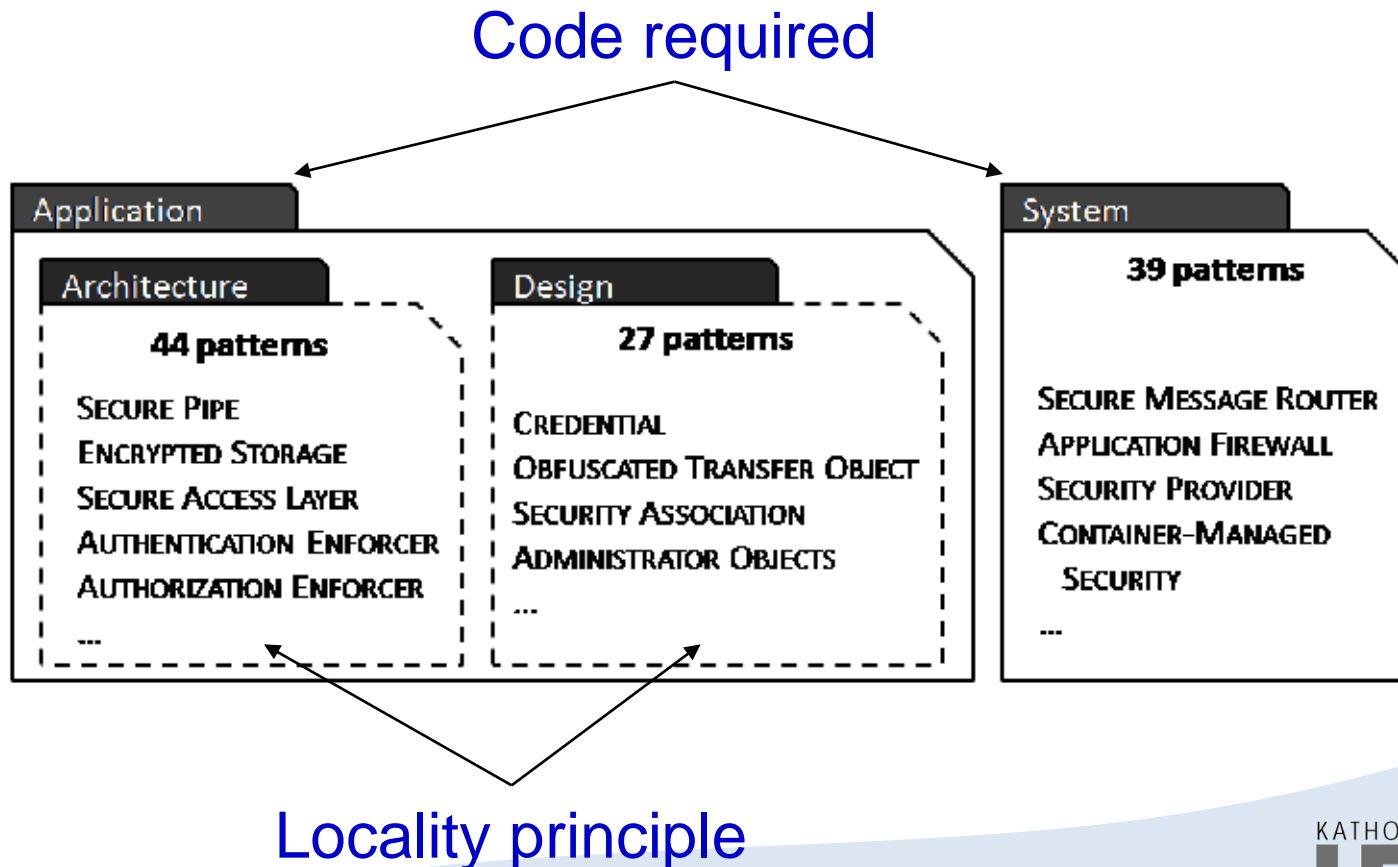 Code required
Application
Architecture
44 patterns
SECURE PIPE
ENCRYPTED STORAGE
SECURE ACCESS LAYER
AUTHENTICATION ENFORCER
AUTHORIZATION ENFORCER
...
Design
27 patterns
CREDENTIAL
OBFUSCATED TRANSFER OBJECT
SECURITY ASSOCIATION
ADMINISTRATOR OBJECTS
...
System
39 patterns
SECURE MESSAGE ROUTER
APPLICATION FIREWALL
SECURITY PROVIDER
CONTAINER-MANAGED
SECURITY
...
Locality principle
KATHO